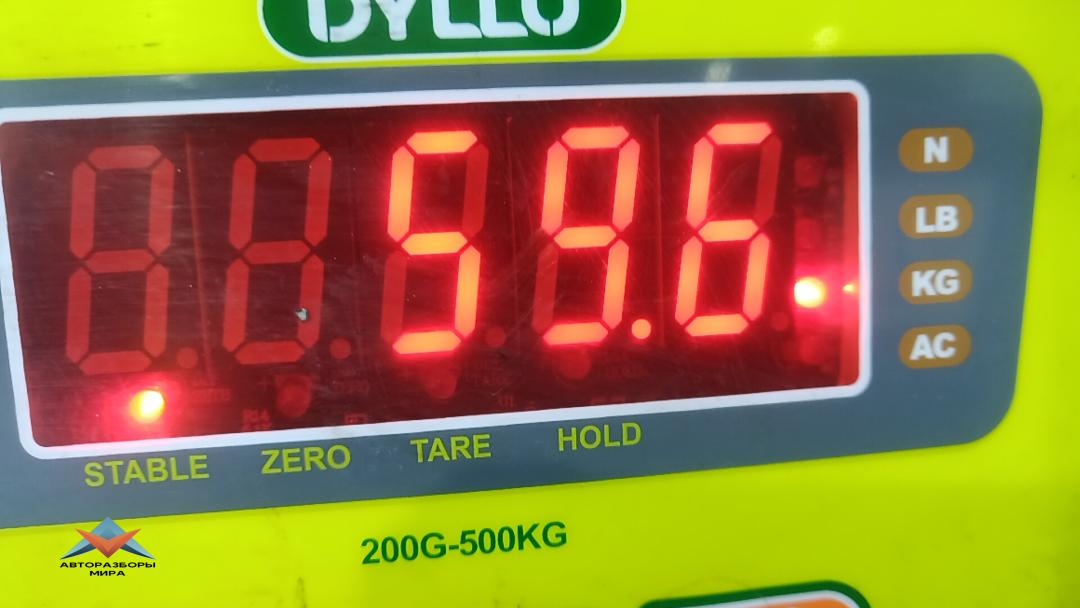 59.6
N
LB
KG
AC
STABLE ZERO TARE HOLD
200G-500KG
АВТОРАЗБОРЫ
МИРА